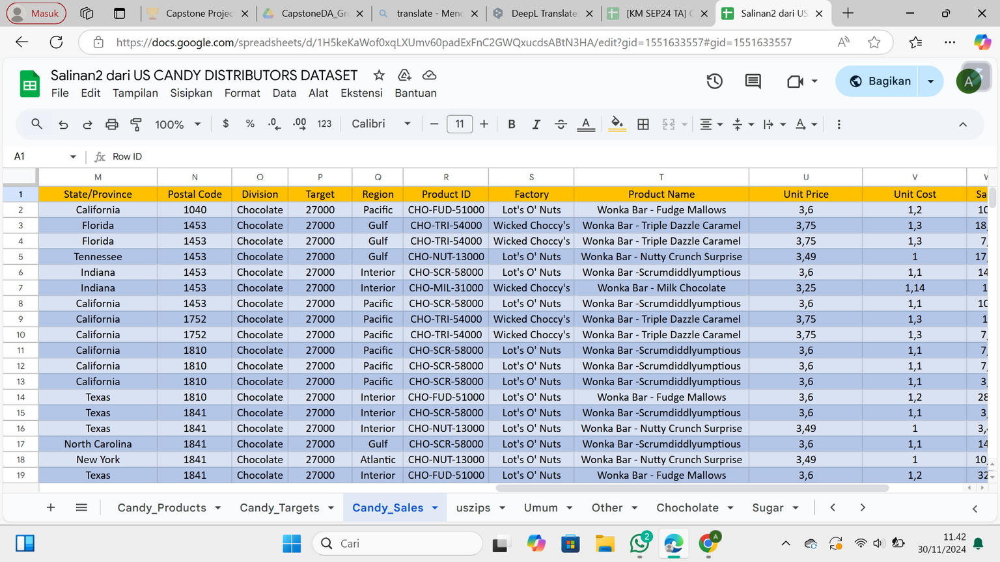 Masuk
Capstone Projec
CapstoneDA_Gr
translate - Menc
DeepL Translate
[KM SEP24 TA] C
Salinan2 dari US
https://docs.google.com/spreadsheets/d/1H5keKaWof0xqLXUmv60padExFnC2GWQxucdsABtN3HA/edit?gid=1551633557#gid=1551633557
Salinan2 dari US CANDY DISTRIBUTORS DATASET
File Edit Tampilan Sisipkan Format Data Alat Ekstensi Bantuan
Bagikan
A
100% $ % .0 .00 123 Calibri 11 B I A
A1 Row ID
M N O P Q R S T U V W
1 State/Province Postal Code Division Target Region Product ID Factory Product Name Unit Price Unit Cost Sa
2 California 1040 Chocolate 27000 Pacific CHO-FUD-51000 Lot's O' Nuts Wonka Bar - Fudge Mallows 3,6 1,2 10
3 Florida 1453 Chocolate 27000 Gulf CHO-TRI-54000 Wicked Choccy's Wonka Bar - Triple Dazzle Caramel 3,75 1,3 18,
4 Florida 1453 Chocolate 27000 Gulf CHO-TRI-54000 Wicked Choccy's Wonka Bar - Triple Dazzle Caramel 3,75 1,3 7,
5 Tennessee 1453 Chocolate 27000 Gulf CHO-NUT-13000 Lot's O' Nuts Wonka Bar - Nutty Crunch Surprise 3,49 1 17,
6 Indiana 1453 Chocolate 27000 Interior CHO-SCR-58000 Lot's O' Nuts Wonka Bar -Scrumdiddlyumptious 3,6 1,1 14
7 Indiana 1453 Chocolate 27000 Interior CHO-MIL-31000 Wicked Choccy's Wonka Bar - Milk Chocolate 3,25 1,14 1
8 California 1453 Chocolate 27000 Pacific CHO-SCR-58000 Lot's O' Nuts Wonka Bar -Scrumdiddlyumptious 3,6 1,1 10
9 California 1752 Chocolate 27000 Pacific CHO-TRI-54000 Wicked Choccy's Wonka Bar - Triple Dazzle Caramel 3,75 1,3 1
10 California 1752 Chocolate 27000 Pacific CHO-TRI-54000 Wicked Choccy's Wonka Bar - Triple Dazzle Caramel 3,75 1,3 7,
11 California 1810 Chocolate 27000 Pacific CHO-SCR-58000 Lot's O' Nuts Wonka Bar -Scrumdiddlyumptious 3,6 1,1 7,
12 California 1810 Chocolate 27000 Pacific CHO-SCR-58000 Lot's O' Nuts Wonka Bar -Scrumdiddlyumptious 3,6 1,1 7,
13 California 1810 Chocolate 27000 Pacific CHO-SCR-58000 Lot's O' Nuts Wonka Bar -Scrumdiddlyumptious 3,6 1,1 3,
14 Texas 1810 Chocolate 27000 Interior CHO-FUD-51000 Lot's O' Nuts Wonka Bar - Fudge Mallows 3,6 1,2 28
15 Texas 1841 Chocolate 27000 Interior CHO-SCR-58000 Lot's O' Nuts Wonka Bar -Scrumdiddlyumptious 3,6 1,1 3,
16 Texas 1841 Chocolate 27000 Interior CHO-NUT-13000 Lot's O' Nuts Wonka Bar - Nutty Crunch Surprise 3,49 1 3,4
17 North Carolina 1841 Chocolate 27000 Gulf CHO-SCR-58000 Lot's O' Nuts Wonka Bar -Scrumdiddlyumptious 3,6 1,1 14
18 New York 1841 Chocolate 27000 Atlantic CHO-NUT-13000 Lot's O' Nuts Wonka Bar - Nutty Crunch Surprise 3,49 1 10,
19 Texas 1841 Chocolate 27000 Interior CHO-FUD-51000 Lot's O' Nuts Wonka Bar - Fudge Mallows 3,6 1,2 32
Candy_Products Candy_Targets Candy_Sales uszips Umum Other Chocholate Sugar
Cari
2
A
11.42
30/11/2024